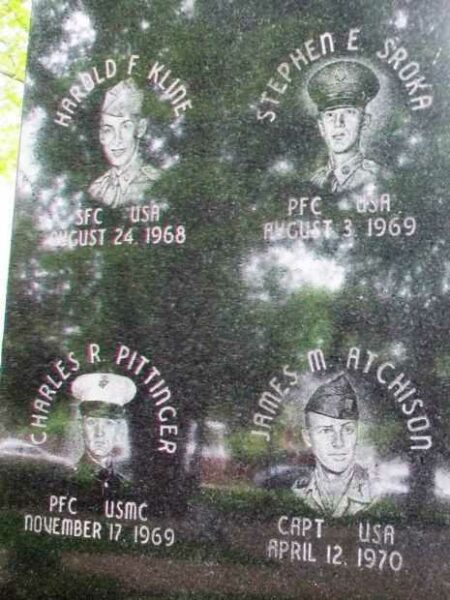 HAROLD F KLINE
SFC USA
AUGUST 24, 1968
STEPHEN E. SROKA
PFC USA
AUGUST 3, 1969
CHARLES R. PITTINGER
PFC USMC
NOVEMBER 17, 1969
JAMES M. ATCHISON
CAPT USA
APRIL 12, 1970